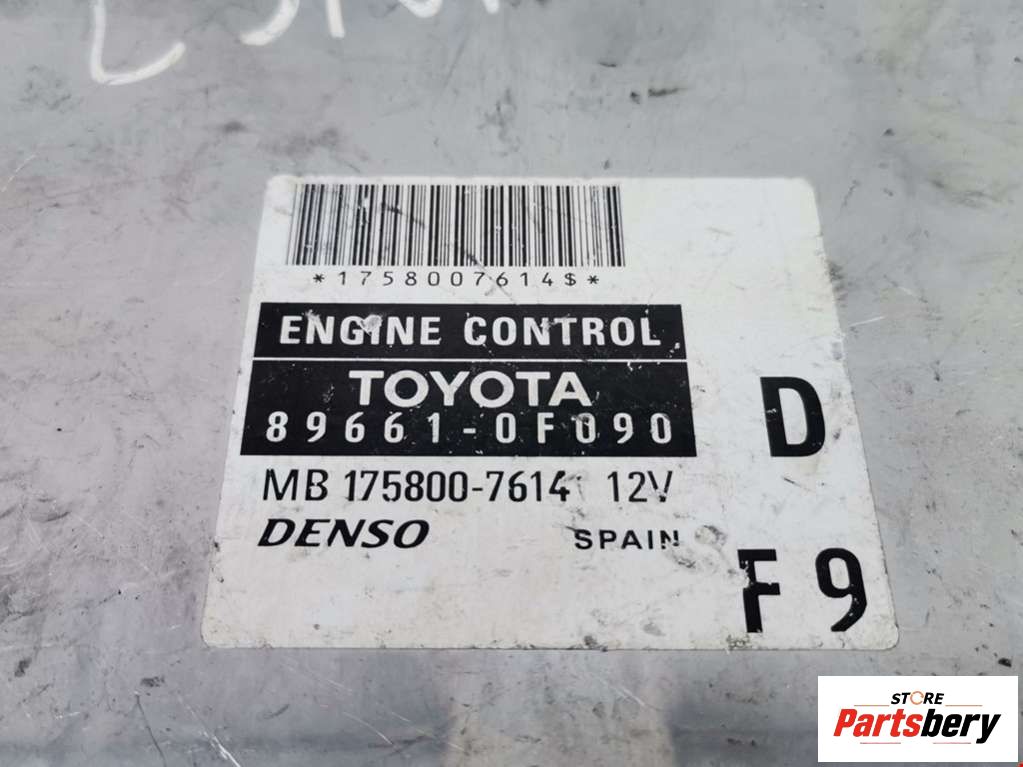 *1758007614$*
ENGINE CONTROL
TOYOTA
89661-0F090
D
MB 175800-7614 12V
DENSO SPAIN
F9
STORE
Partsbery